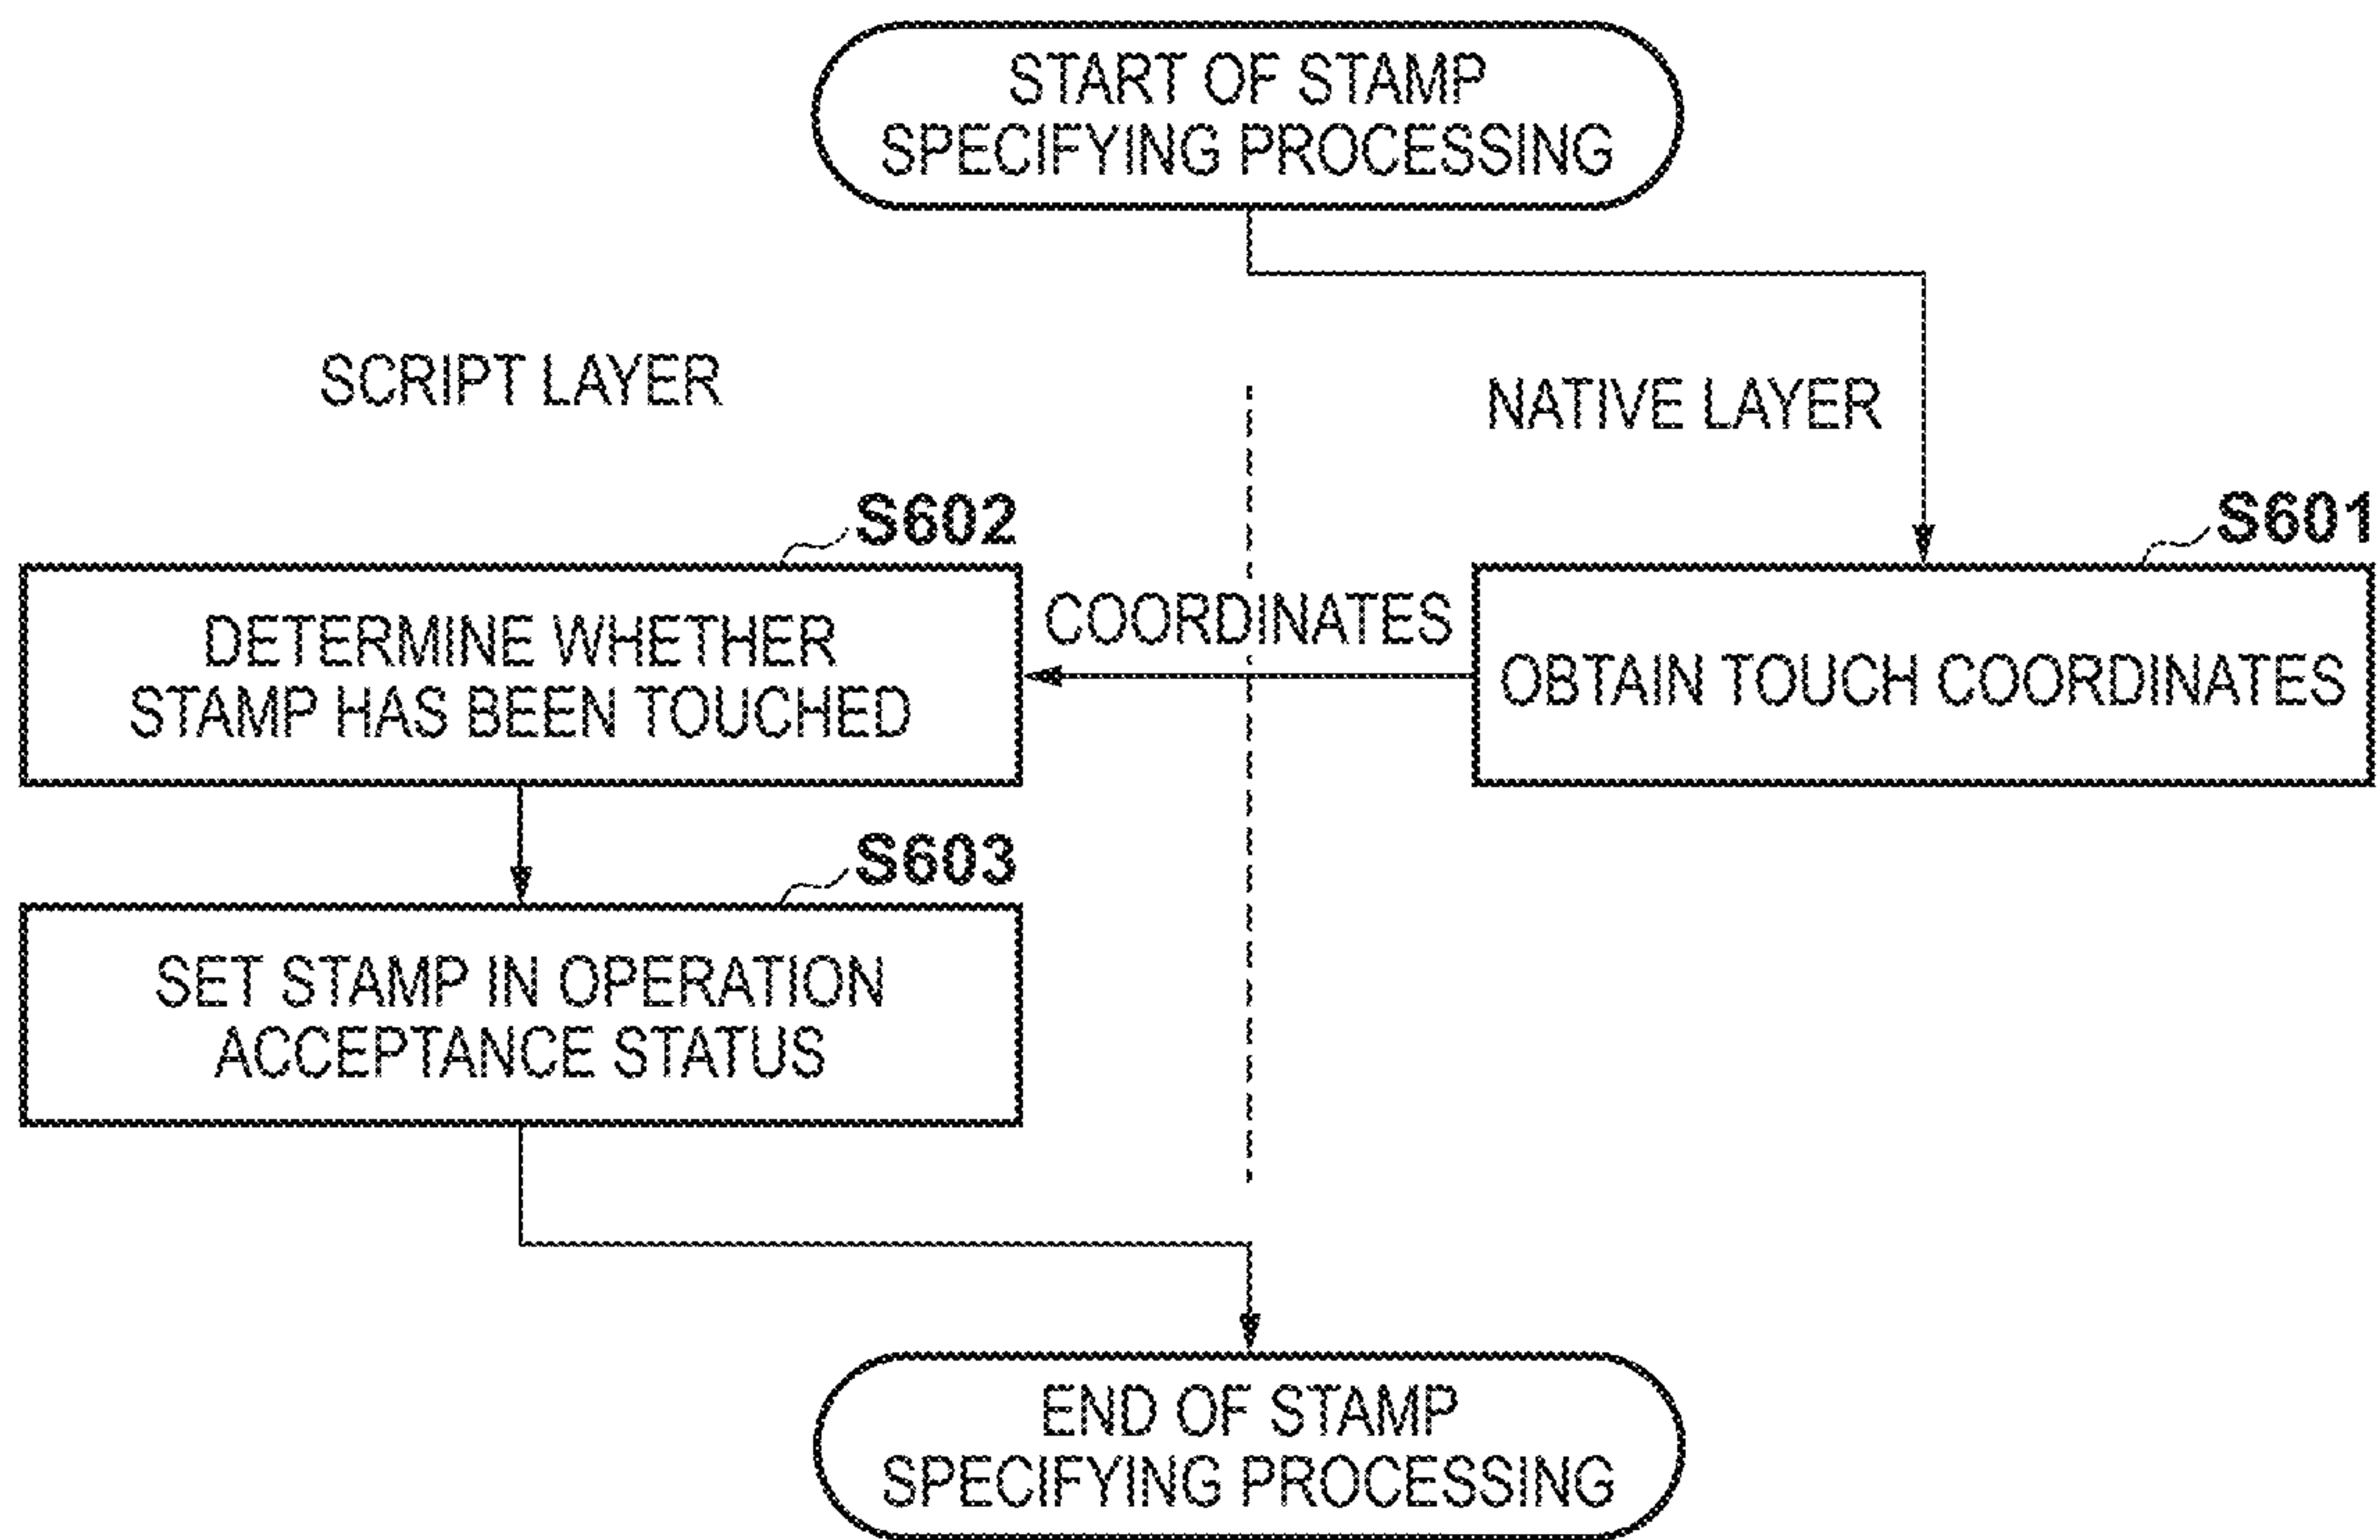 START OF STAMP
SPECIFYING PROCESSING
SCRIPT LAYER
NATIVE LAYER
S602
S601
DETERMINE WHETHER
STAMP HAS BEEN TOUCHED
COORDINATES
OBTAIN TOUCH COORDINATES
S603
SET STAMP IN OPERATION
ACCEPTANCE STATUS
END OF STAMP
SPECIFYING PROCESSING